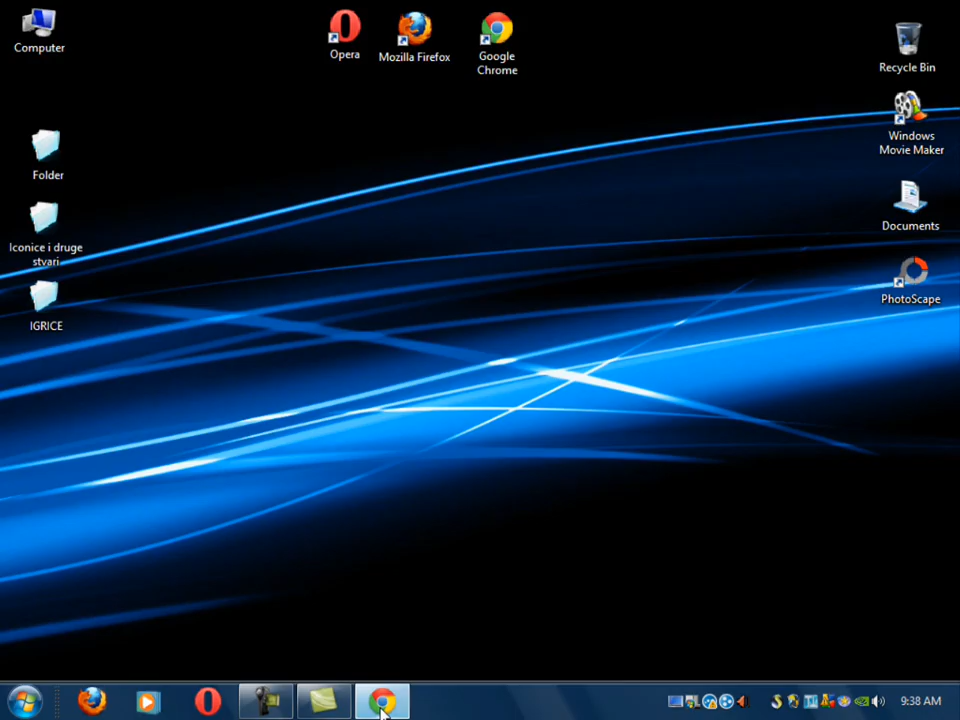 Computer
Opera
Mozilla Firefox
Google
Chrome
Recycle Bin
Windows
Movie Maker
Folder
Documents
Iconice i druge
stvari
PhotoScape
IGRICE
9:38 AM